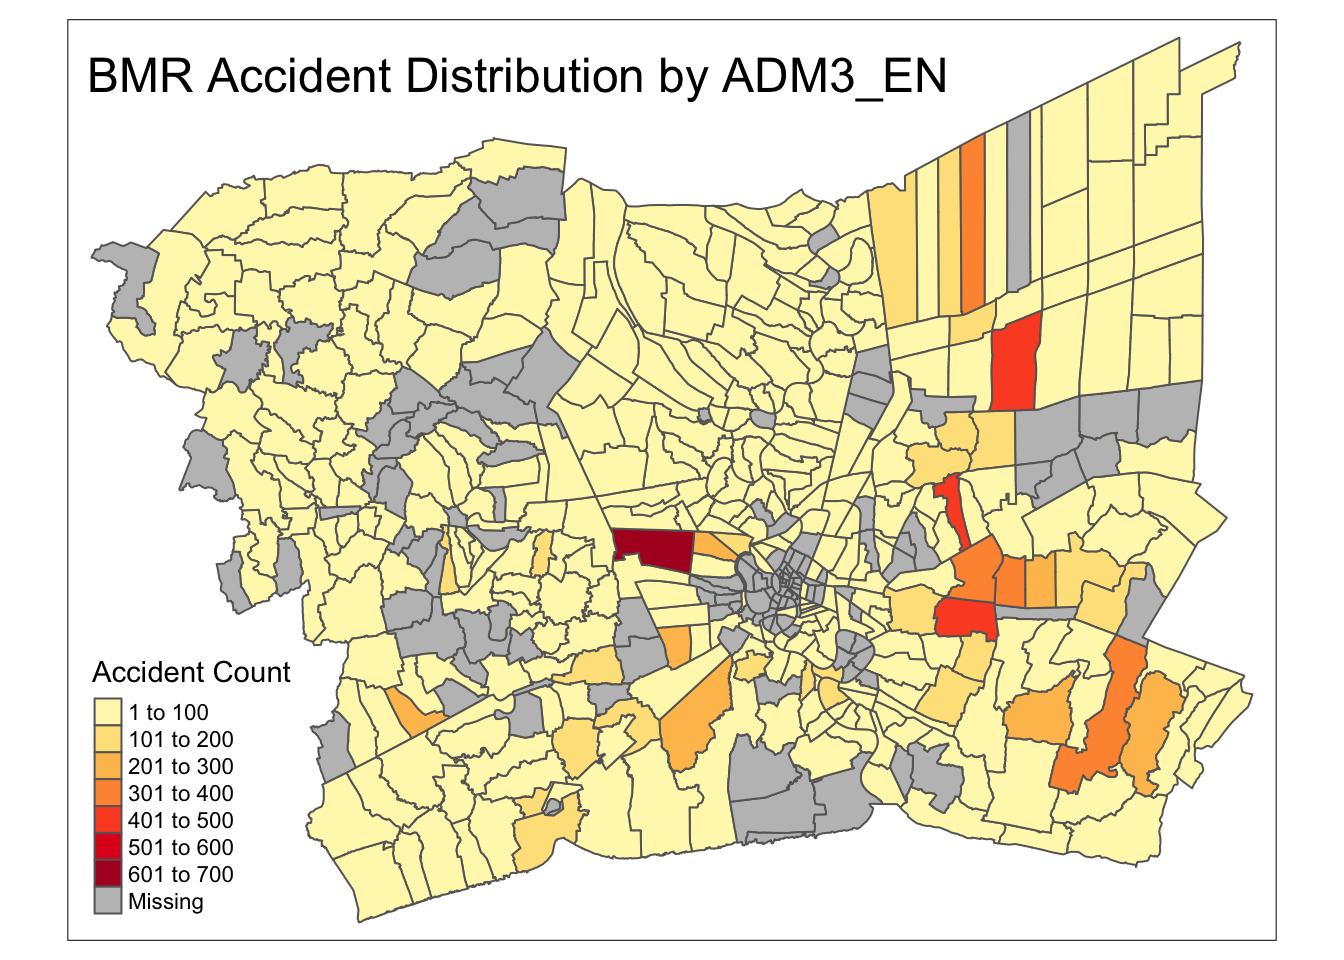 BMR Accident Distribution by ADM3_EN
Accident Count
1 to 100
101 to 200
201 to 300
301 to 400
401 to 500
501 to 600
601 to 700
Missing